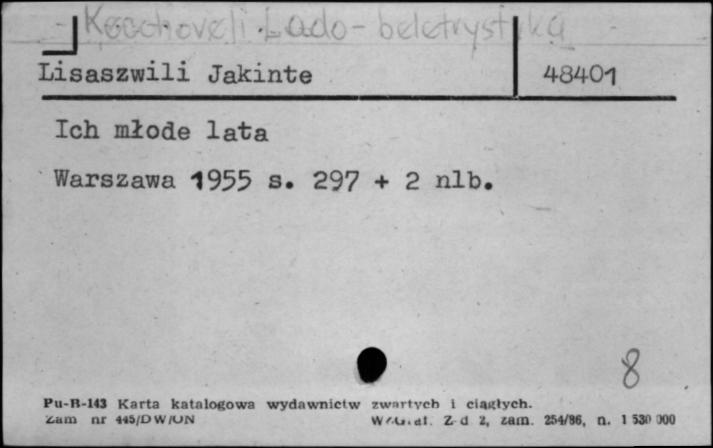 - Kecchoveli Lado - beletrystyka -
Lisaszwili Jakinte 48401
Ich młode lata
Warszawa 1955 s. 297 + 2 nlb.
8
Pu-B-143 Karta katalogowa wydawnictw zwartych i ciągłych.
Zam nr 445/DW/UN Z-d 2, zam. 254/86, n. 1 530 000